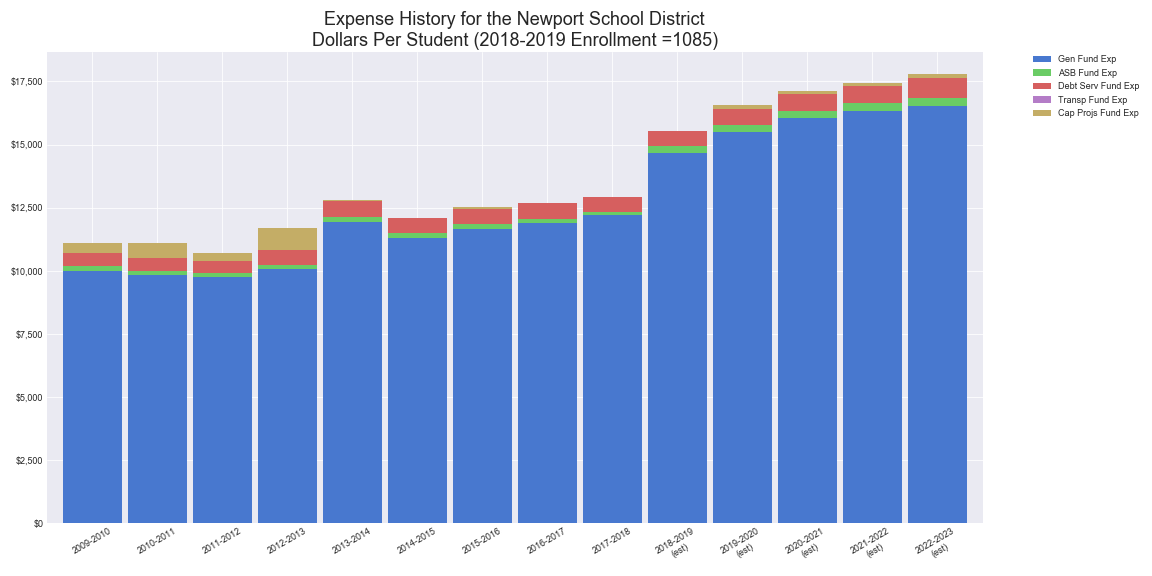 Expense History for the Newport School District
Dollars Per Student (2018-2019 Enrollment =1085)
Gen Fund Exp
ASB Fund Exp
Debt Serv Fund Exp
Transp Fund Exp
Cap Projs Fund Exp
$17,500
$15,000
$12,500
$10,000
$7,500
$5,000
$2,500
$0
2009-2010
2010-2011
2011-2012
2012-2013
2013-2014
2014-2015
2015-2016
2016-2017
2017-2018
2018-2019
(est)
2019-2020
(est)
2020-2021
(est)
2021-2022
(est)
2022-2023
(est)